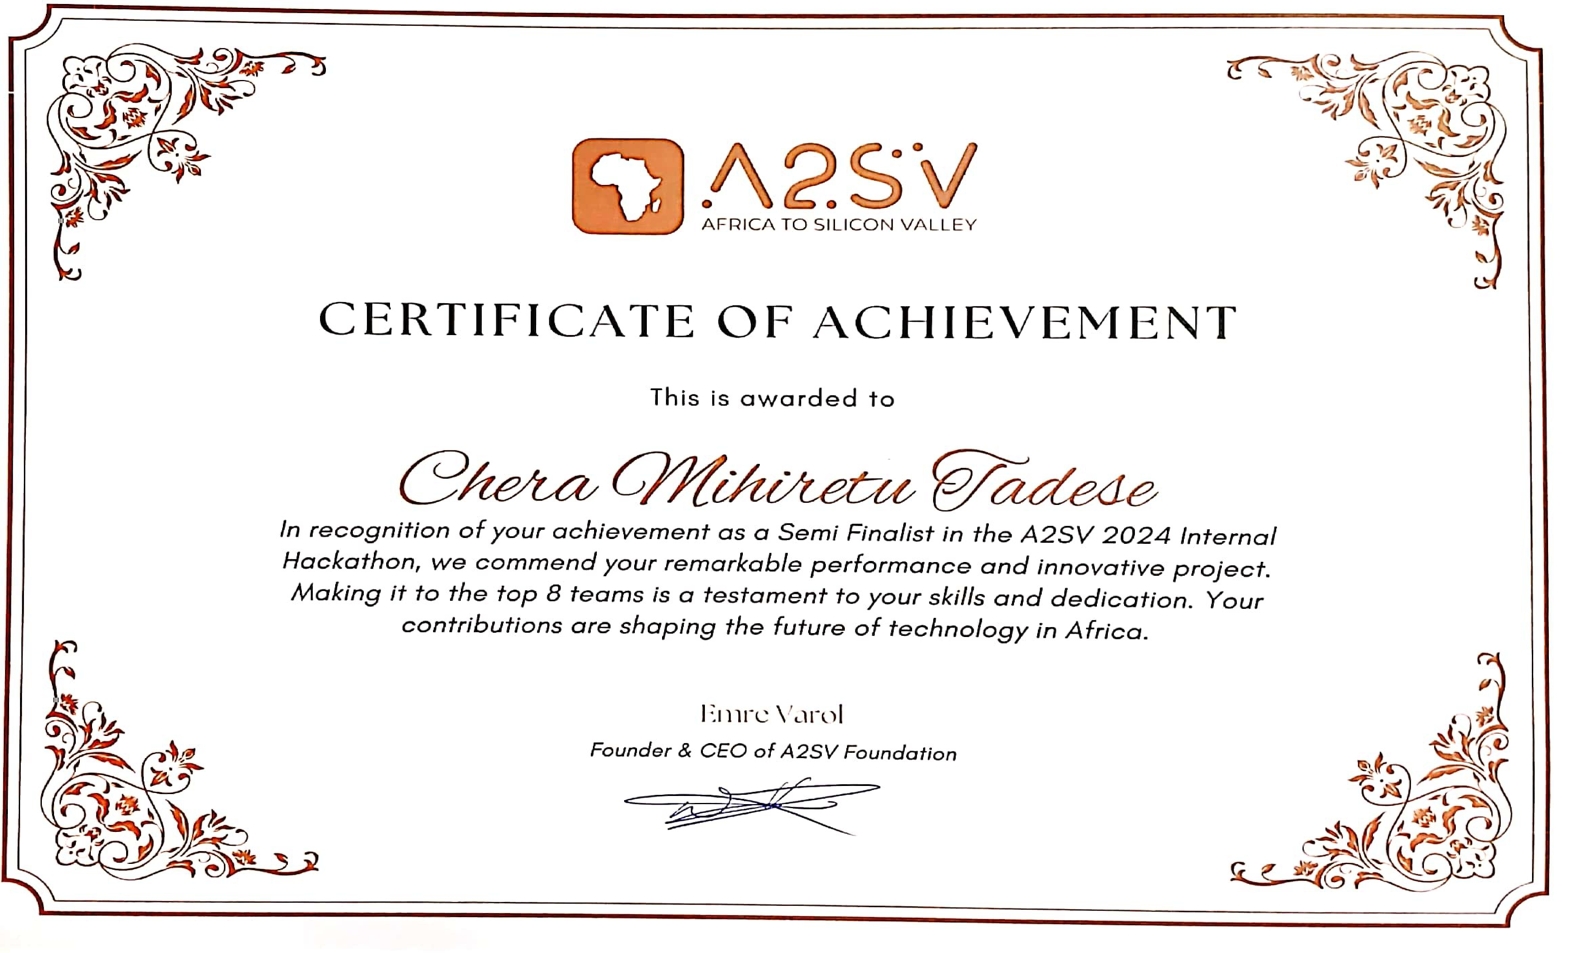 A2SV
AFRICA TO SILICON VALLEY
CERTIFICATE OF ACHIEVEMENT
This is awarded to
Chera Mihiretu Tadese
In recognition of your achievement as a Semi Finalist in the A2SV 2024 Internal
Hackathon, we commend your remarkable performance and innovative project.
Making it to the top 8 teams is a testament to your skills and dedication. Your
contributions are shaping the future of technology in Africa.
Emre Varol
Founder & CEO of A2SV Foundation